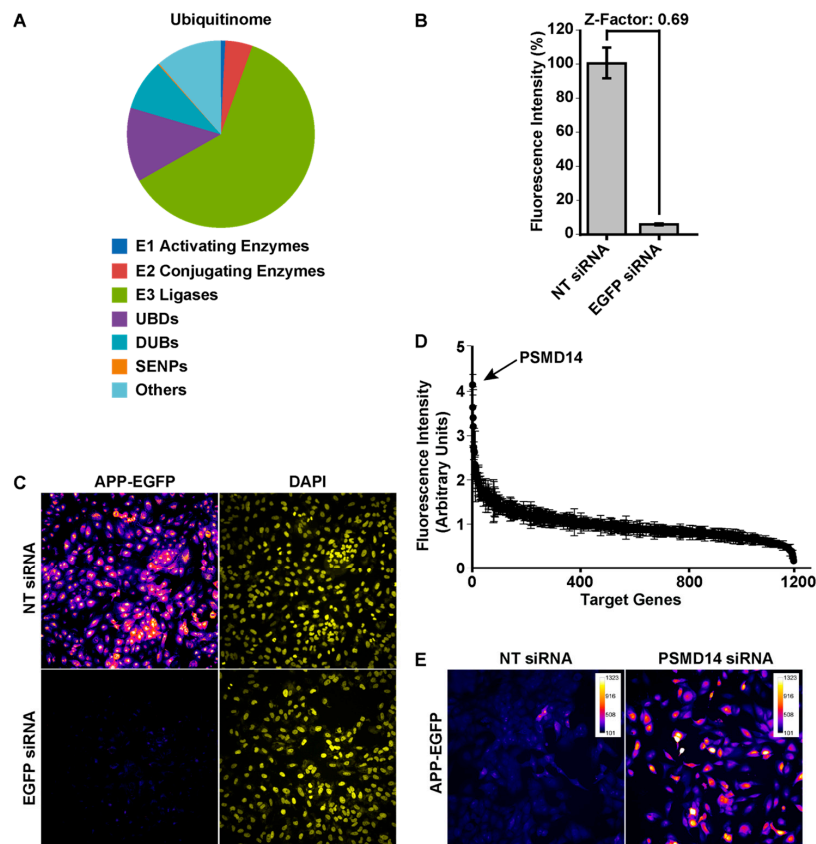 A
Ubiquitinome
E1 Activating Enzymes
E2 Conjugating Enzymes
E3 Ligases
UBDs
DUBs
SENPs
Others
B
Z-Factor: 0.69
Fluorescence Intensity (%)
120
100
80
60
40
20
0
NT siRNA
EGFP siRNA
C
APP-EGFP
DAPI
NT siRNA
EGFP siRNA
D
PSMD14
Fluorescence Intensity
(Arbitrary Units)
5
4
3
2
1
0
0
400
800
1200
Target Genes
E
NT siRNA
PSMD14 siRNA
APP-EGFP
1323
916
508
101
1323
916
508
101